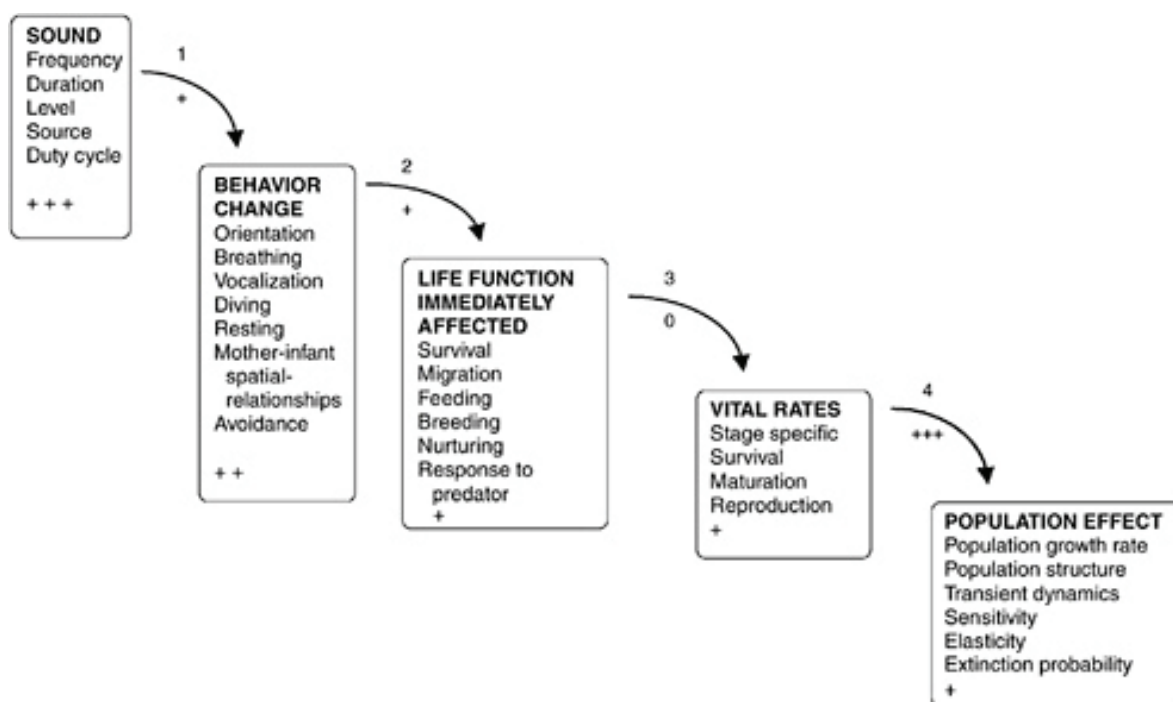 SOUND
Frequency
Duration
Level
Source
Duty cycle
+ + +
1
+
BEHAVIOR
CHANGE
Orientation
Breathing
Vocalization
Diving
Resting
Mother-infant
spatial-
relationships
Avoidance
+ +
2
+
LIFE FUNCTION
IMMEDIATELY
AFFECTED
Survival
Migration
Feeding
Breeding
Nurturing
Response to
predator
+
3
0
VITAL RATES
Stage specific
Survival
Maturation
Reproduction
+
4
+++
POPULATION EFFECT
Population growth rate
Population structure
Transient dynamics
Sensitivity
Elasticity
Extinction probability
+